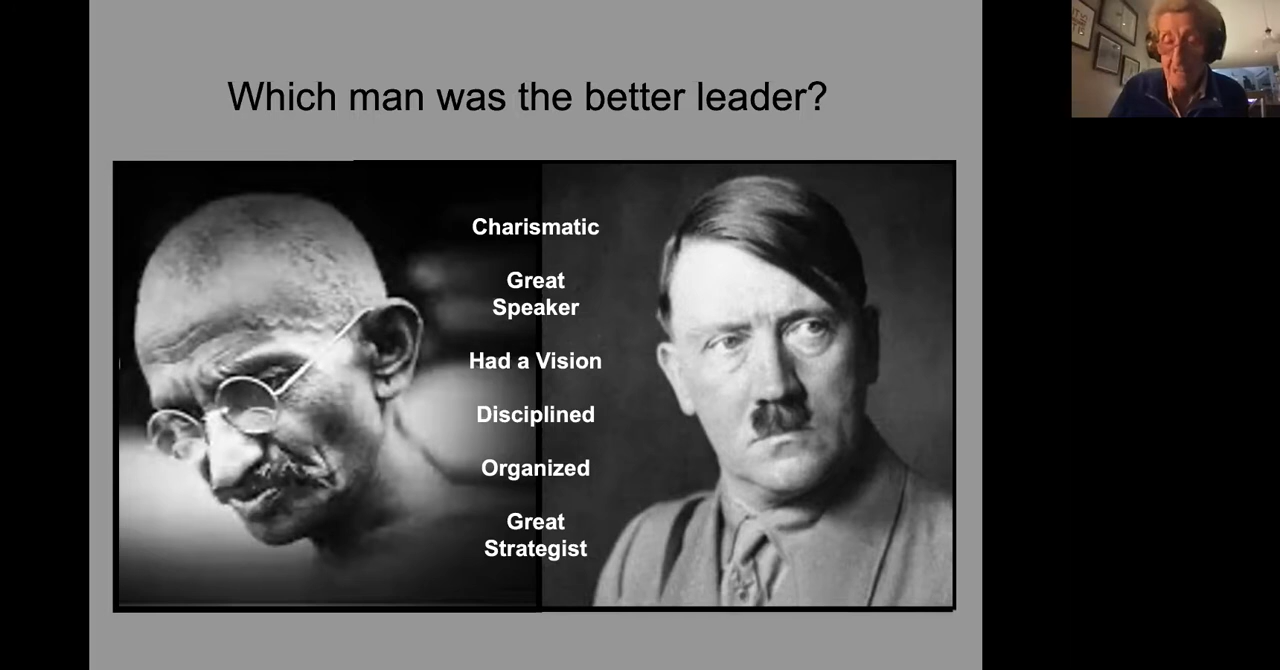 Which man was the better leader?
Charismatic
Great
Speaker
Had a Vision
Disciplined
Organized
Great
Strategist